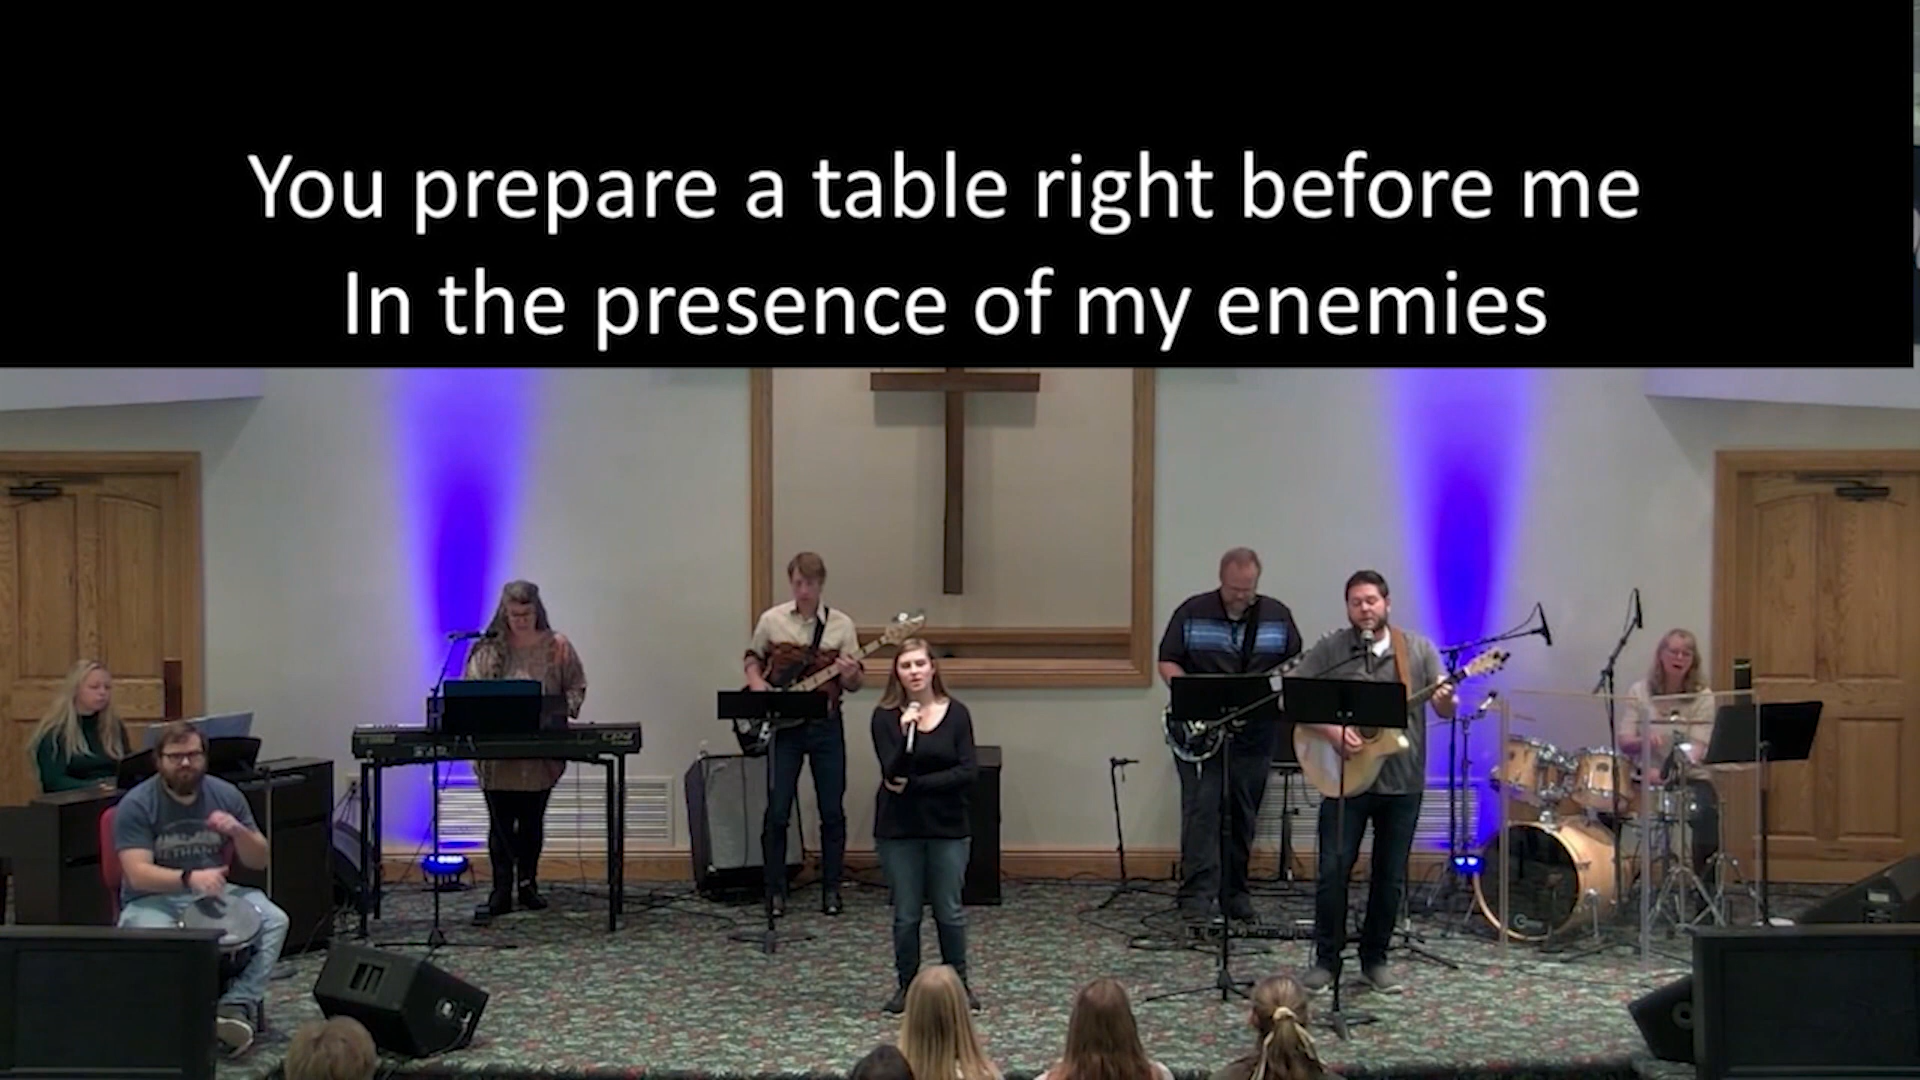 You prepare a table right before me
In the presence of my enemies